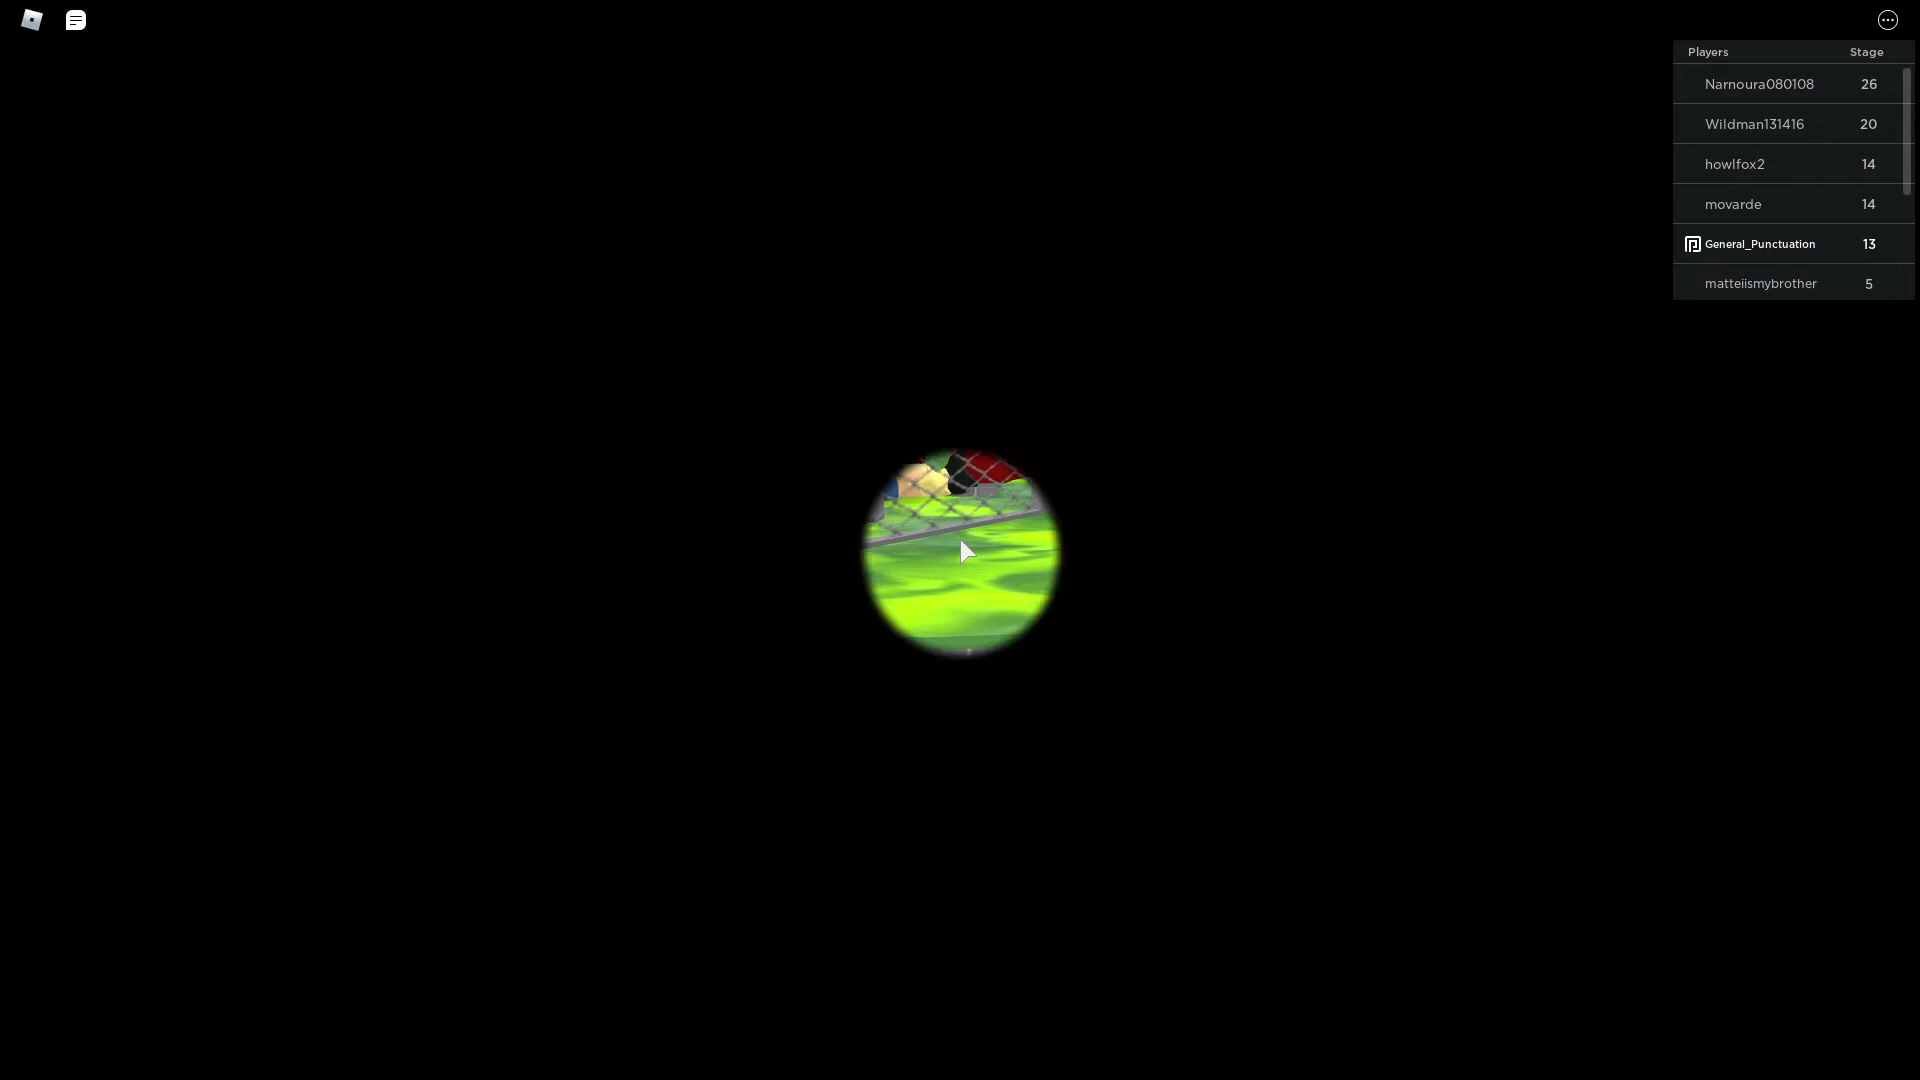 Players Stage
Narnoura080108 26
Wildman131416 20
howlfox2 14
movarde 14
General_Punctuation 13
matteiismybrother 5